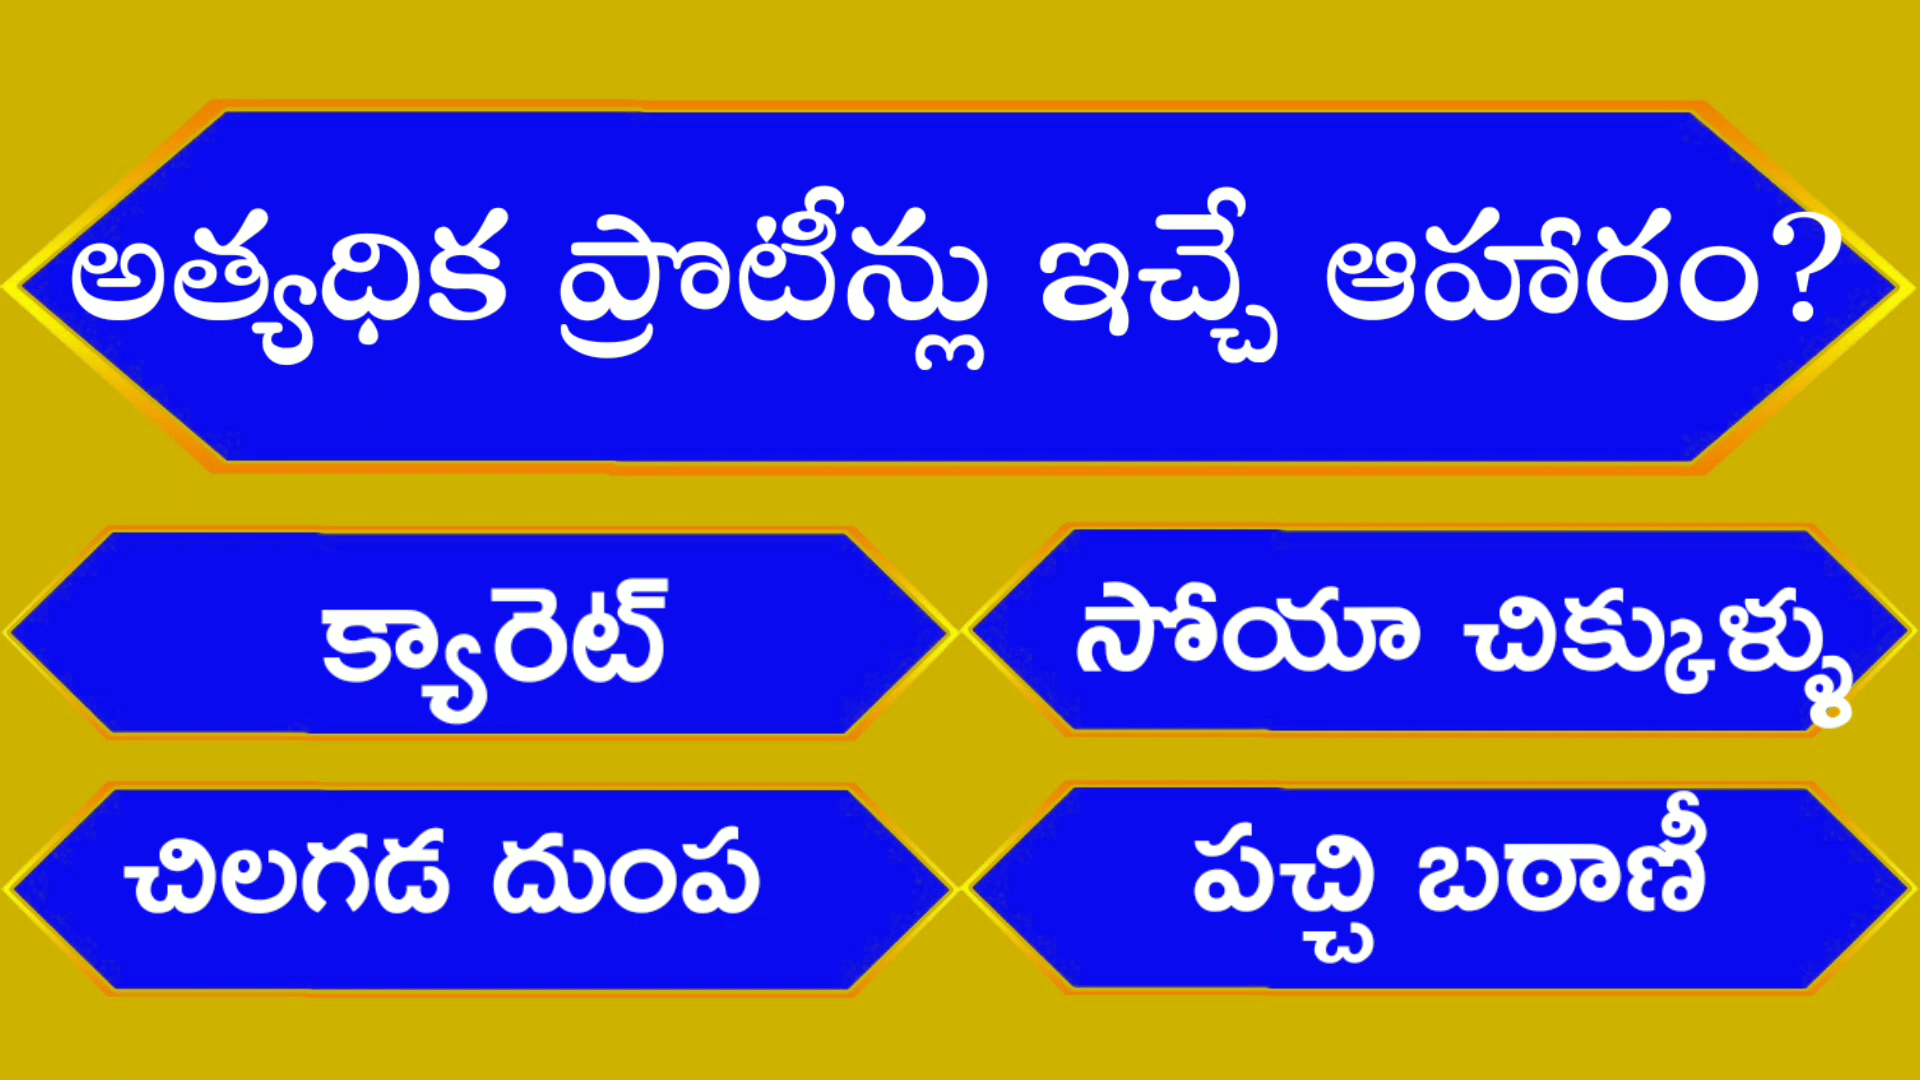 అత్యధిక ప్రొటీన్లు ఇచ్చే ఆహారం?
క్యారెట్
సోయా చిక్కుళ్ళు
చిలగడ దుంప
పచ్చి బఠాణీ